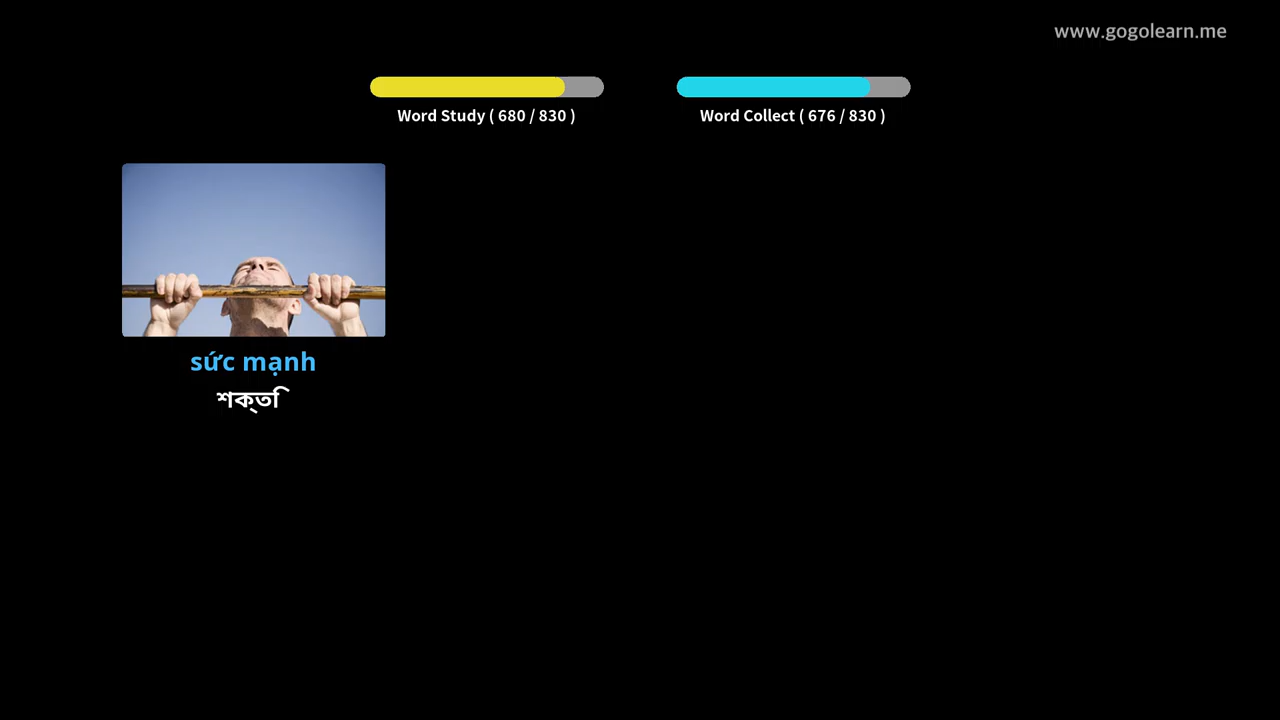 www.gogolearn.me
Word Study ( 680 / 830 )
Word Collect ( 676 / 830 )
sức mạnh
শক্তি